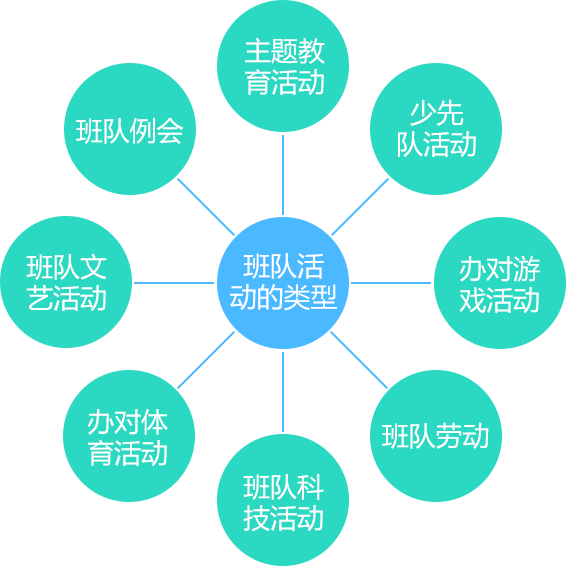 主题教
育活动
少先
队活动
班队例会
班队活
动的类型
班队文
艺活动
办对游
戏活动
办对体
育活动
班队劳动
班队科
技活动